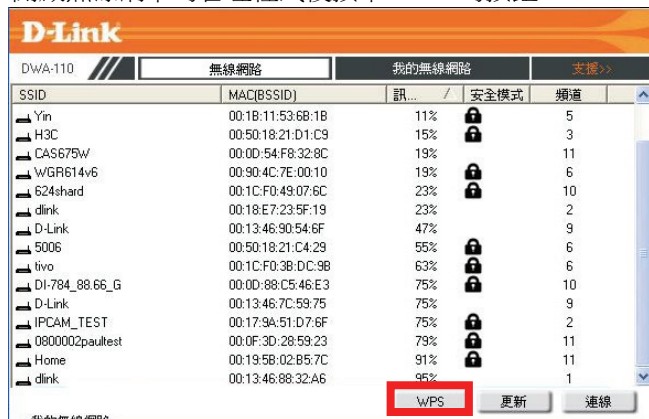 D-Link
DWA-110 無線網路 我的無線網路 支援>>
SSID MAC(BSSID) 訊... / 安全模式 頻道
Yin 00:1B:11:53:6B:1B 11% 5
H3C 00:50:18:21:D1:C9 15% 3
CAS675W 00:0D:54:F8:32:8C 19% 11
WGR614v6 00:90:4C:7E:00:10 19% 6
624shard 00:1C:F0:49:07:6C 23% 10
dlink 00:18:E7:23:5F:19 23% 2
D-Link 00:13:46:90:54:6F 47% 9
5006 00:50:18:21:C4:29 55% 6
tivo 00:1C:F0:3B:DC:9B 63% 6
DI-784_88.66_G 00:0D:88:C5:46:E3 75% 10
D-Link 00:13:46:7C:59:75 75% 9
IPCAM_TEST 00:17:9A:51:D7:6F 75% 2
0800002paultest 00:0F:3D:28:59:23 79% 11
Home 00:19:5B:02:B5:7C 91% 11
dlink 00:13:46:88:32:A6 95% 1
WPS 更新 連線
我的無線網路